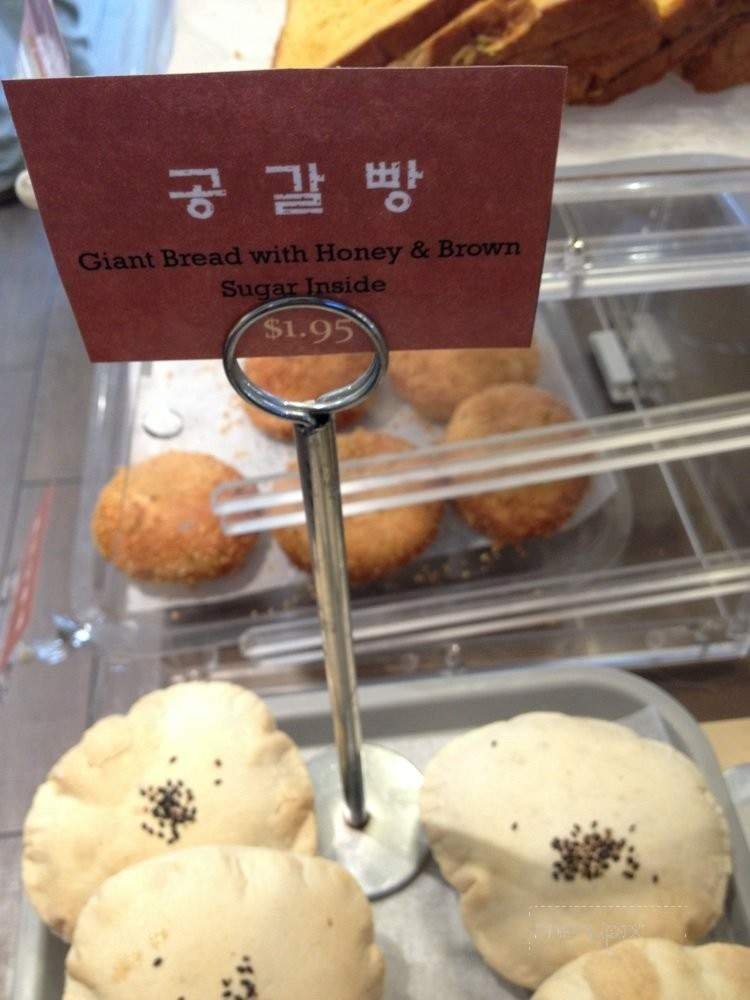 공갈빵
Giant Bread with Honey & Brown
Sugar Inside
$1.95